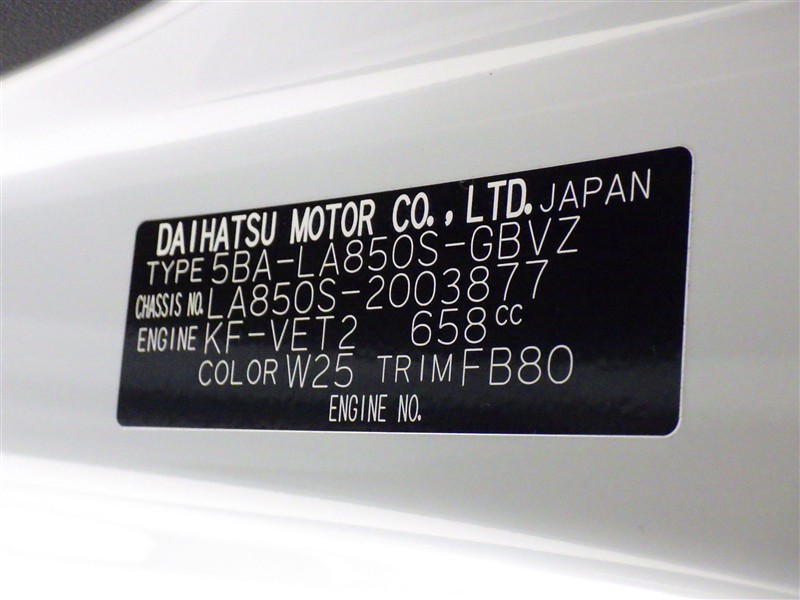 DAIHATSU MOTOR CO., LTD. JAPAN
TYPE 5BA-LA850S-GBVZ
CHASSIS NO. LA850S-2003877
ENGINE KF-VET2 658cc
COLOR W25 TRIM FB80
ENGINE NO.